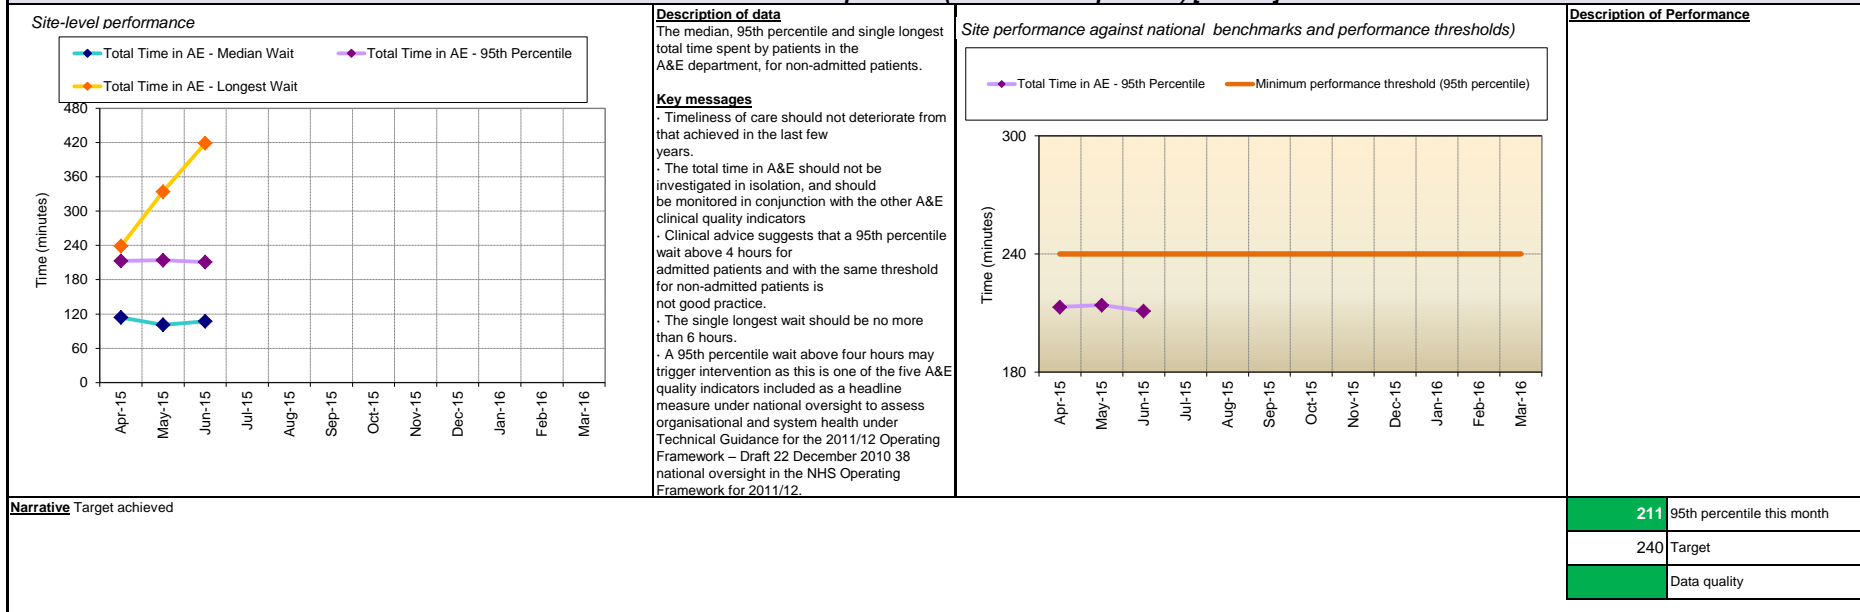 Site-level performance
Total Time in AE - Median Wait
Total Time in AE - 95th Percentile
Total Time in AE - Longest Wait
480
420
360
300
240
180
120
60
0
Time (minutes)
Apr-15
May-15
Jun-15
Jul-15
Aug-15
Sep-15
Oct-15
Nov-15
Dec-15
Jan-16
Feb-16
Mar-16
Description of data
The median, 95th percentile and single longest
total time spent by patients in the
A&E department, for non-admitted patients.
Key messages
· Timeliness of care should not deteriorate from
that achieved in the last few
years.
· The total time in A&E should not be
investigated in isolation, and should
be monitored in conjunction with the other A&E
clinical quality indicators
· Clinical advice suggests that a 95th percentile
wait above 4 hours for
admitted patients and with the same threshold
for non-admitted patients is
not good practice.
· The single longest wait should be no more
than 6 hours.
· A 95th percentile wait above four hours may
trigger intervention as this is one of the five A&E
quality indicators included as a headline
measure under national oversight to assess
organisational and system health under
Technical Guidance for the 2011/12 Operating
Framework – Draft 22 December 2010 38
national oversight in the NHS Operating
Framework for 2011/12.
Site performance against national  benchmarks and performance thresholds)
Total Time in AE - 95th Percentile
Minimum performance threshold (95th percentile)
300
240
180
Time (minutes)
Apr-15
May-15
Jun-15
Jul-15
Aug-15
Sep-15
Oct-15
Nov-15
Dec-15
Jan-16
Feb-16
Mar-16
Description of Performance
Narrative Target achieved
211 95th percentile this month
240 Target
Data quality